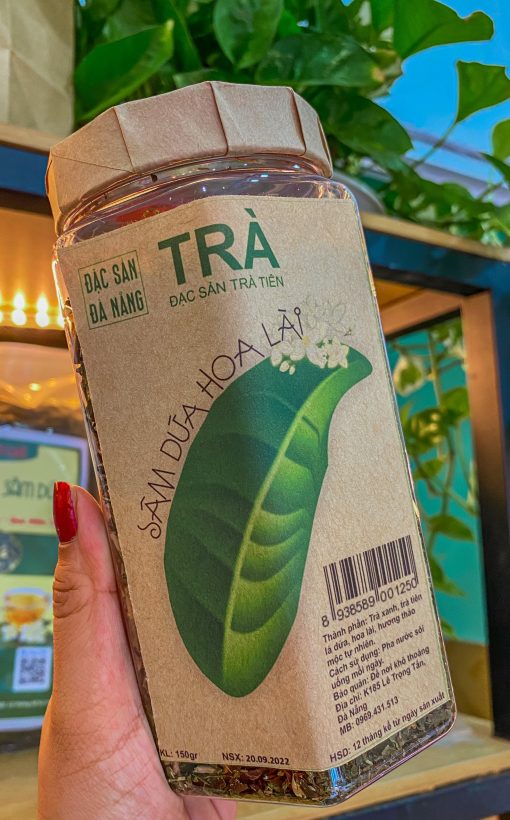 ĐẶC SẢN
ĐÀ NẴNG
TRÀ
ĐẶC SẢN TRÀ TIÊN
SÂM DỨA HOA LÀI
8 938589 001250
Thành phần: Trà xanh, trà tiên
lá dứa, hoa lài, hương thảo
mộc tự nhiên.
Cách sử dụng: Pha nước sôi
uống mỗi ngày.
Bảo quản: Để nơi khô thoáng
Địa chỉ: K185 Lê Trọng Tấn,
Đà Nẵng
MB: 0969.431.513
KL: 150gr
NSX: 20.09.2022
HSD: 12 tháng kể từ ngày sản xuất
SÂM DỨ